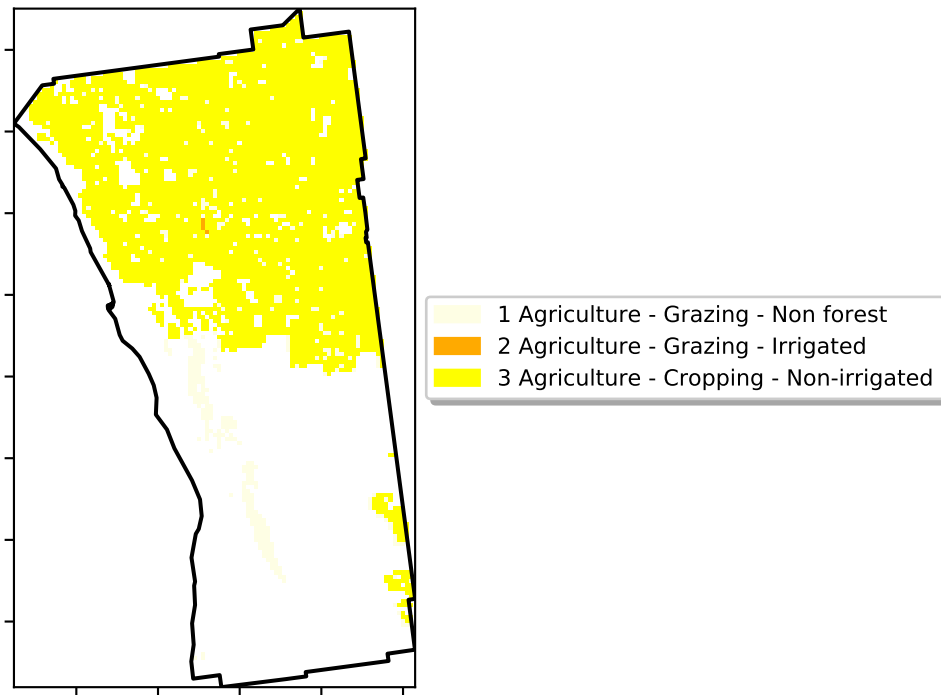 1 Agriculture - Grazing - Non forest
2 Agriculture - Grazing - Irrigated
3 Agriculture - Cropping - Non-irrigated